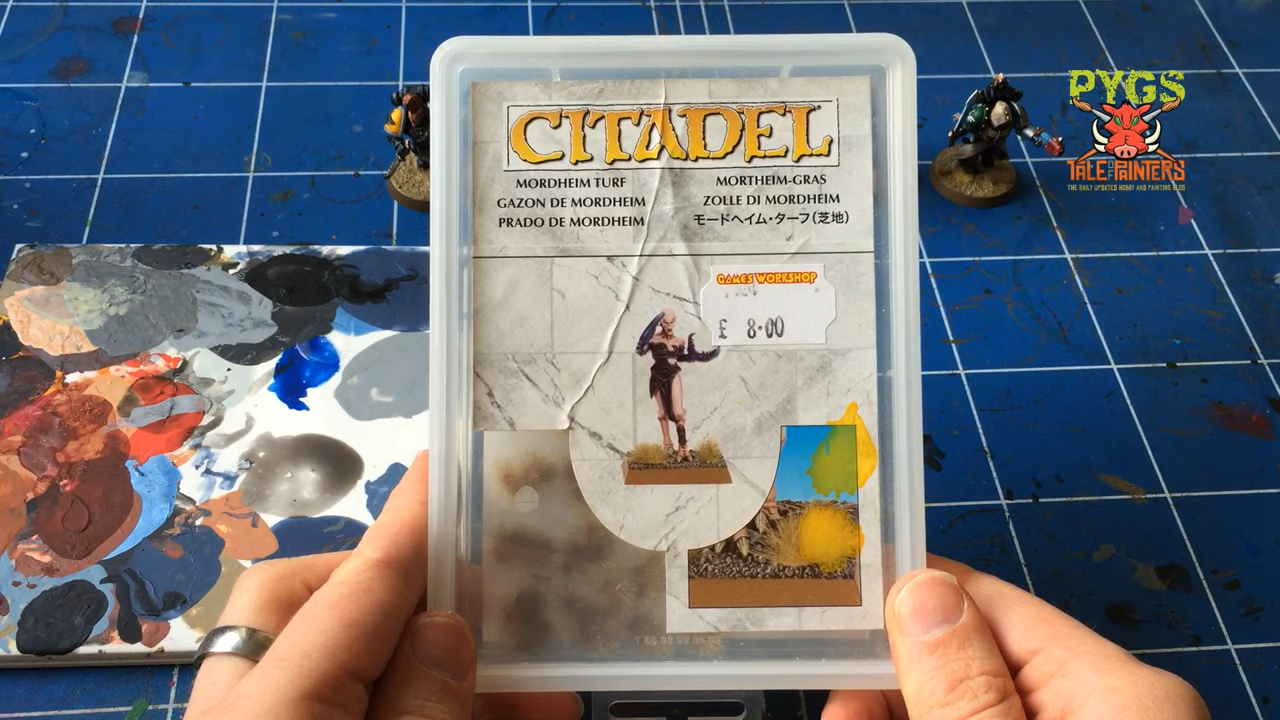 CITADEL
MORDHEIM TURF
GAZON DE MORDHEIM
PRADO DE MORDHEIM
MORTHEIM-GRAS
ZOLLE DI MORDHEIM
モードヘイム・ターフ(芝地)
GAMES WORKSHOP
£ 8·00
PYGS
TALE OF PAINTERS
THE DAILY UPDATED HOBBY AND PAINTING BLOG